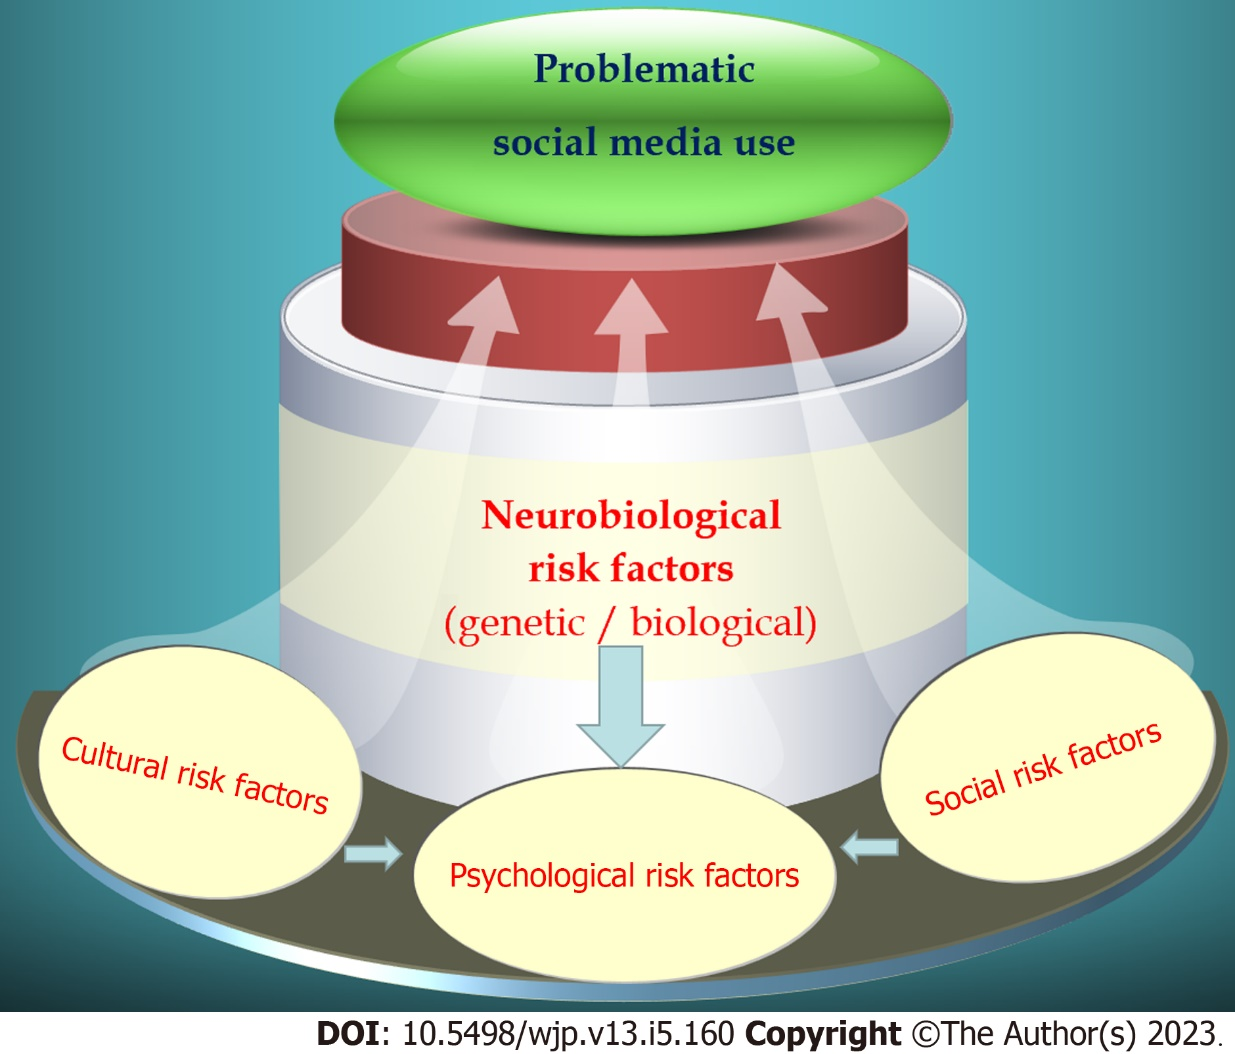 Problematic
social media use
Neurobiological
risk factors
(genetic / biological)
Cultural risk factors
Social risk factors
Psychological risk factors
DOI: 10.5498/wjp.v13.i5.160 Copyright ©The Author(s) 2023.